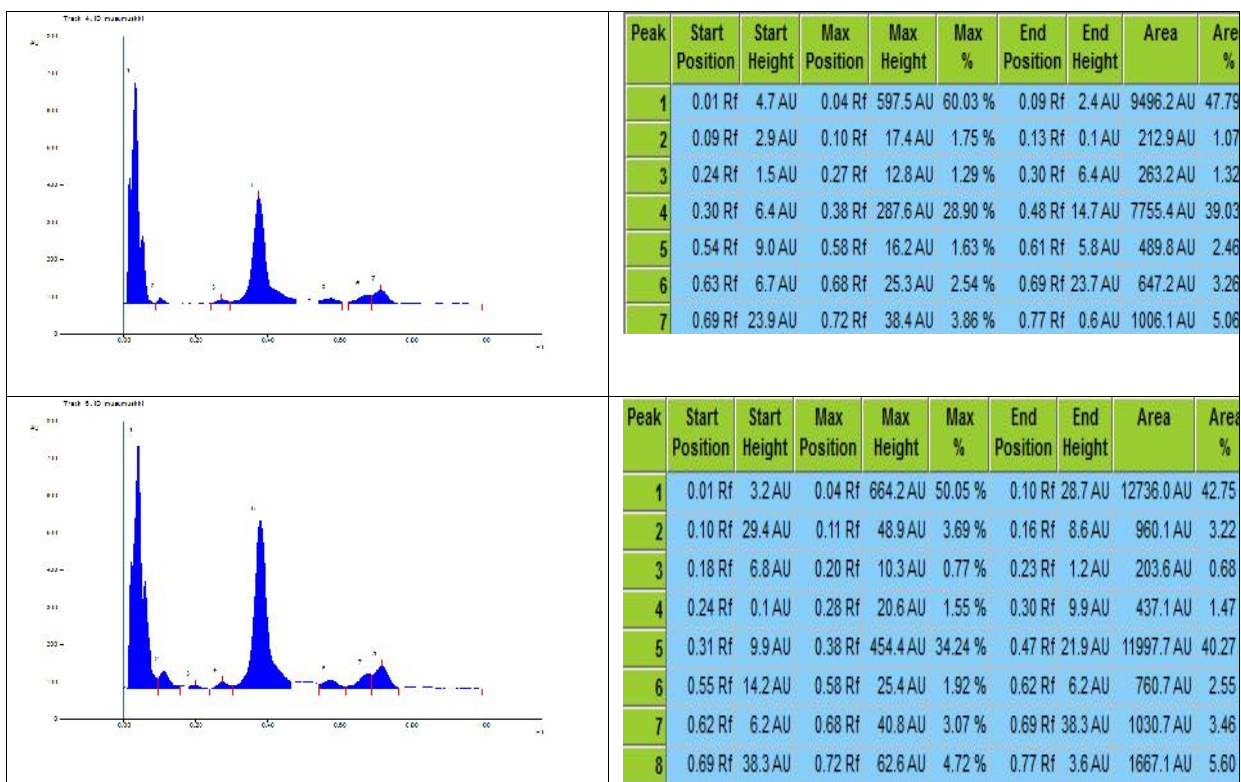 Peak Start Position Start Height Max Position Max Height Max % End Position End Height Area Are %
1 0.01 Rf 4.7 AU 0.04 Rf 597.5 AU 60.03 % 0.09 Rf 2.4 AU 9496.2 AU 47.79
2 0.09 Rf 2.9 AU 0.10 Rf 17.4 AU 1.75 % 0.13 Rf 0.1 AU 212.9 AU 1.07
3 0.24 Rf 1.5 AU 0.27 Rf 12.8 AU 1.29 % 0.30 Rf 6.4 AU 263.2 AU 1.32
4 0.30 Rf 6.4 AU 0.38 Rf 287.6 AU 28.90 % 0.48 Rf 14.7 AU 7755.4 AU 39.03
5 0.54 Rf 9.0 AU 0.58 Rf 16.2 AU 1.63 % 0.61 Rf 5.8 AU 489.8 AU 2.46
6 0.63 Rf 6.7 AU 0.68 Rf 25.3 AU 2.54 % 0.69 Rf 23.7 AU 647.2 AU 3.26
7 0.69 Rf 23.9 AU 0.72 Rf 38.4 AU 3.86 % 0.77 Rf 0.6 AU 1006.1 AU 5.06
Peak Start Position Start Height Max Position Max Height Max % End Position End Height Area Area %
1 0.01 Rf 3.2 AU 0.04 Rf 664.2 AU 50.05 % 0.10 Rf 28.7 AU 12736.0 AU 42.75
2 0.10 Rf 29.4 AU 0.11 Rf 48.9 AU 3.69 % 0.16 Rf 8.6 AU 960.1 AU 3.22
3 0.18 Rf 6.8 AU 0.20 Rf 10.3 AU 0.77 % 0.23 Rf 1.2 AU 203.6 AU 0.68
4 0.24 Rf 0.1 AU 0.28 Rf 20.6 AU 1.55 % 0.30 Rf 9.9 AU 437.1 AU 1.47
5 0.31 Rf 9.9 AU 0.38 Rf 454.4 AU 34.24 % 0.47 Rf 21.9 AU 11997.7 AU 40.27
6 0.55 Rf 14.2 AU 0.58 Rf 25.4 AU 1.92 % 0.62 Rf 6.2 AU 760.7 AU 2.55
7 0.62 Rf 6.2 AU 0.68 Rf 40.8 AU 3.07 % 0.69 Rf 38.3 AU 1030.7 AU 3.46
8 0.69 Rf 38.3 AU 0.72 Rf 62.6 AU 4.72 % 0.77 Rf 3.6 AU 1667.1 AU 5.60